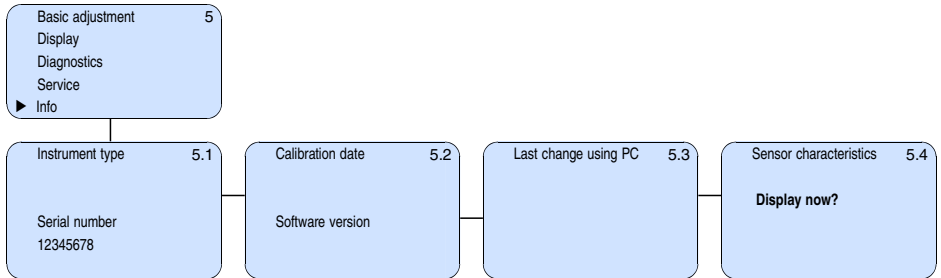 Basic adjustment 5
Display
Diagnostics
Service
▶ Info
Instrument type 5.1
Serial number
12345678
Calibration date 5.2
Software version
Last change using PC 5.3
Sensor characteristics 5.4
Display now?